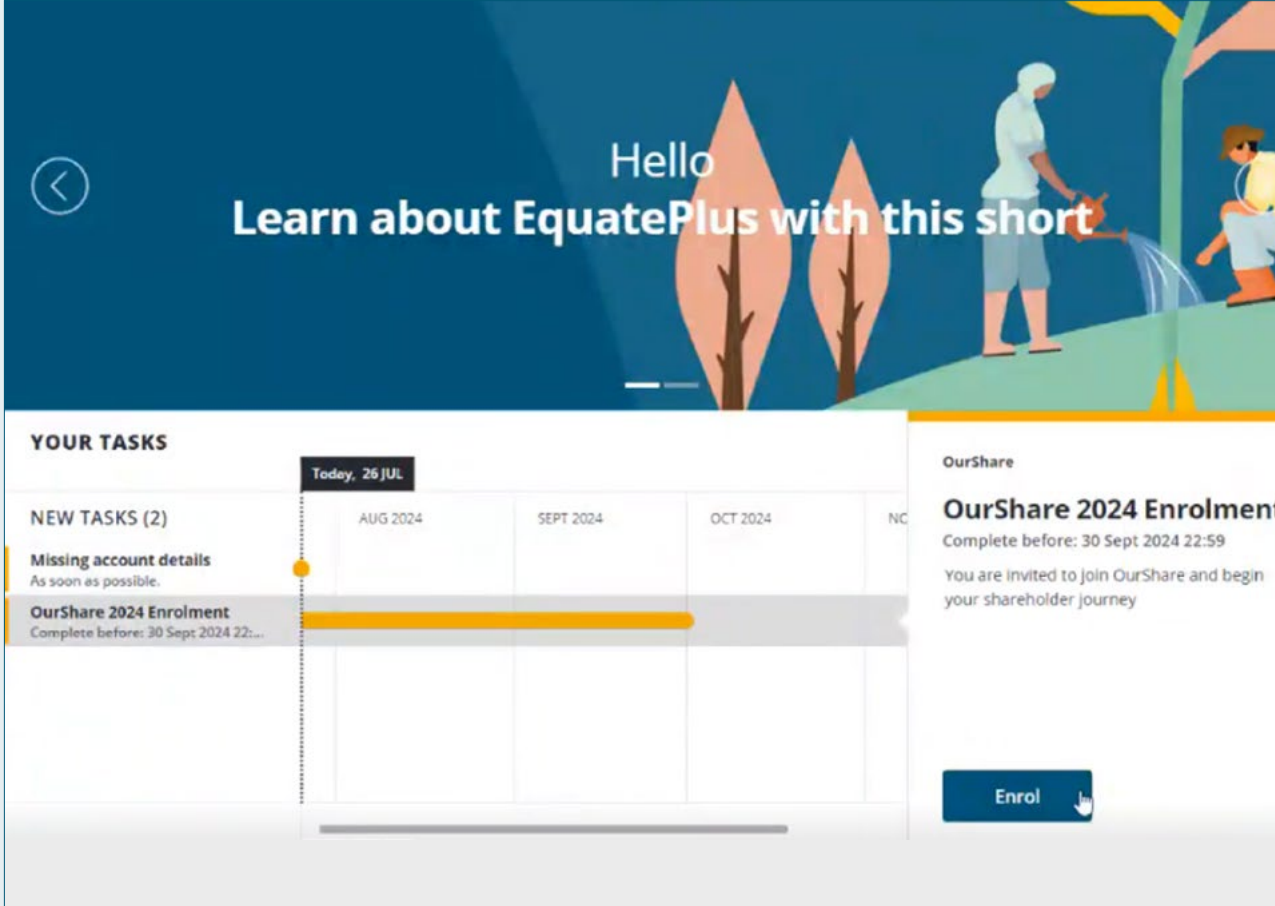 Hello
Learn about EquatePlus with this short
YOUR TASKS
Today, 26 JUL
NEW TASKS (2)
AUG 2024
SEPT 2024
OCT 2024
NO
Missing account details
As soon as possible.
OurShare 2024 Enrolment
Complete before: 30 Sept 2024 22:...
OurShare
OurShare 2024 Enrolment
Complete before: 30 Sept 2024 22:59
You are invited to join OurShare and begin
your shareholder journey
Enrol